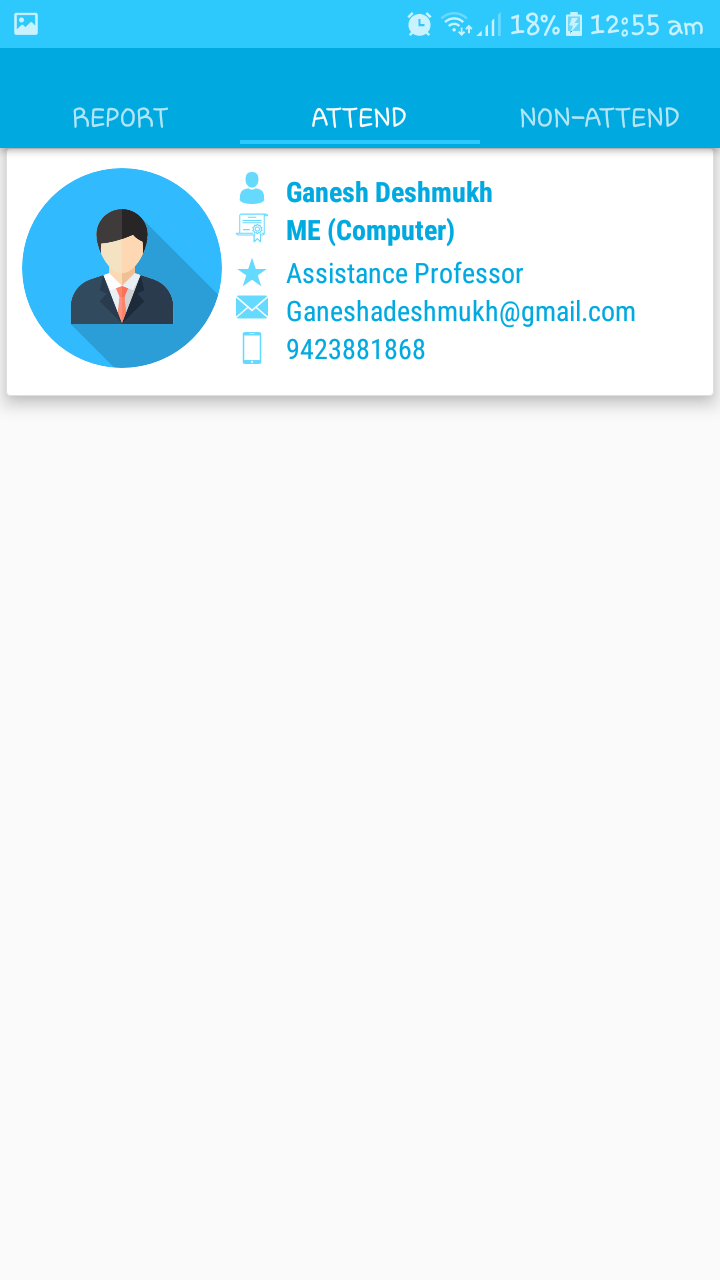 18% 12:55 am
REPORT ATTEND NON-ATTEND
Ganesh Deshmukh
ME (Computer)
Assistance Professor
Ganeshadeshmukh@gmail.com
9423881868